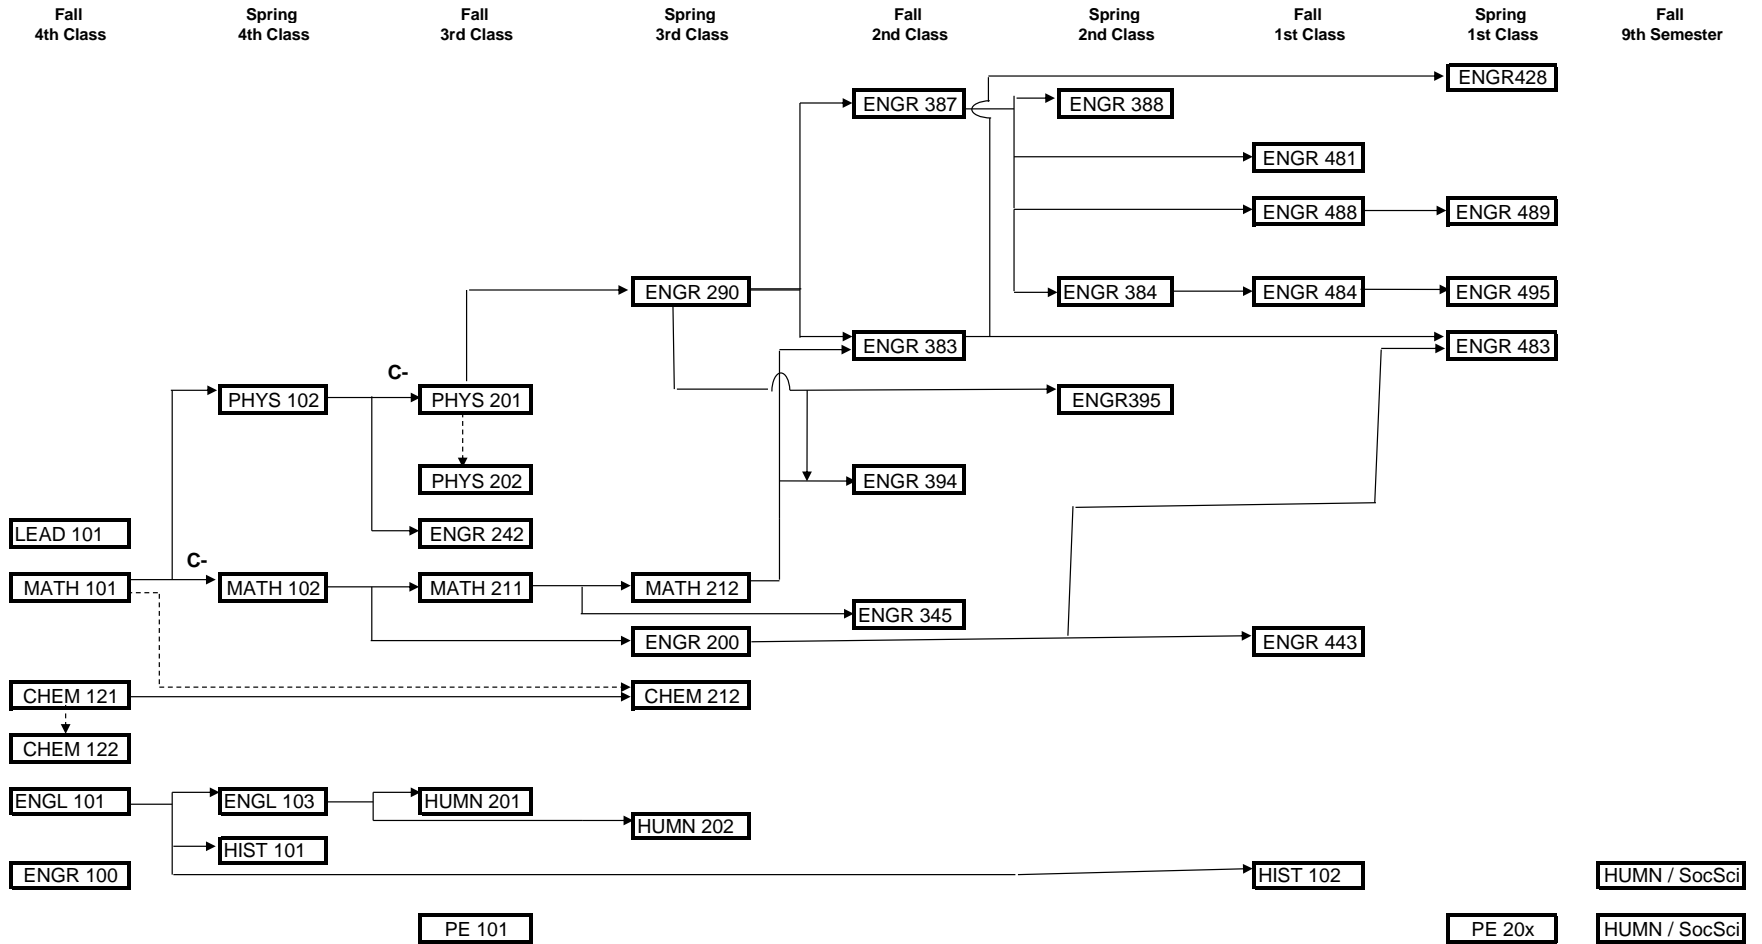 Fall Spring Fall Spring Fall Spring Fall Spring Fall
4th Class 4th Class 3rd Class 3rd Class 2nd Class 2nd Class 1st Class 1st Class 9th Semester
ENGR428
ENGR 387 ENGR 388
ENGR 481
ENGR 488 ENGR 489
ENGR 290 ENGR 384 ENGR 484 ENGR 495
ENGR 383 ENGR 483
C-
PHYS 102 PHYS 201 ENGR395
PHYS 202 ENGR 394
LEAD 101 ENGR 242
C-
MATH 101 MATH 102 MATH 211 MATH 212
ENGR 345
ENGR 200 ENGR 443
CHEM 121 CHEM 212
CHEM 122
ENGL 101 ENGL 103 HUMN 201
HUMN 202
HIST 101
ENGR 100 HIST 102 HUMN / SocSci
PE 101 PE 20x HUMN / SocSci